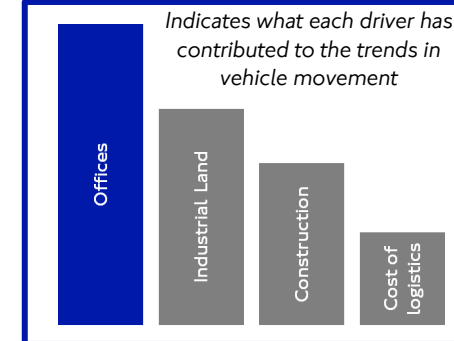 Indicates what each driver has
contributed to the trends in
vehicle movement
Offices
Industrial Land
Construction
Cost of
logistics